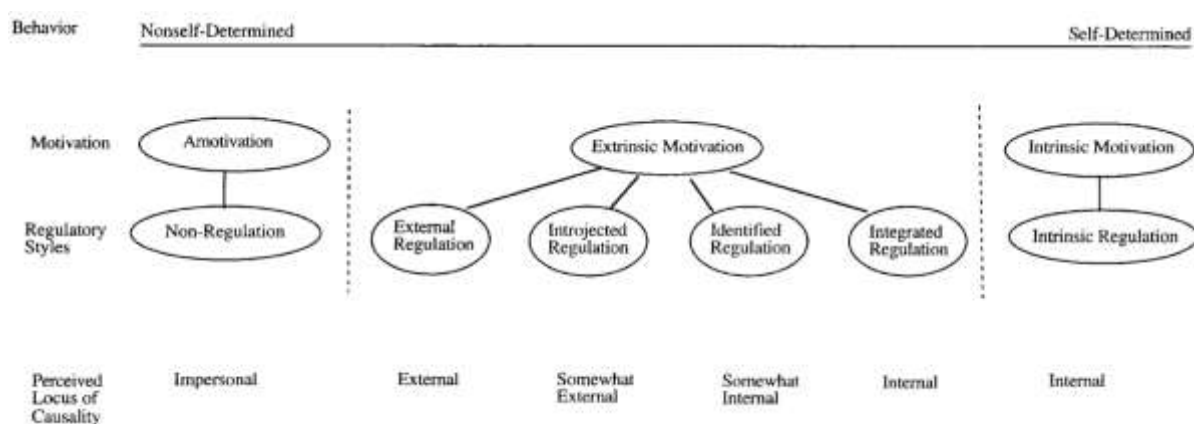 Behavior Nonself-Determined Self-Determined
Motivation Amotivation Extrinsic Motivation Intrinsic Motivation
Regulatory
Styles
Non-Regulation
External
Regulation
Introjected
Regulation
Identified
Regulation
Integrated
Regulation
Intrinsic Regulation
Perceived
Locus of
Causality
Impersonal
External
Somewhat
External
Somewhat
Internal
Internal
Internal